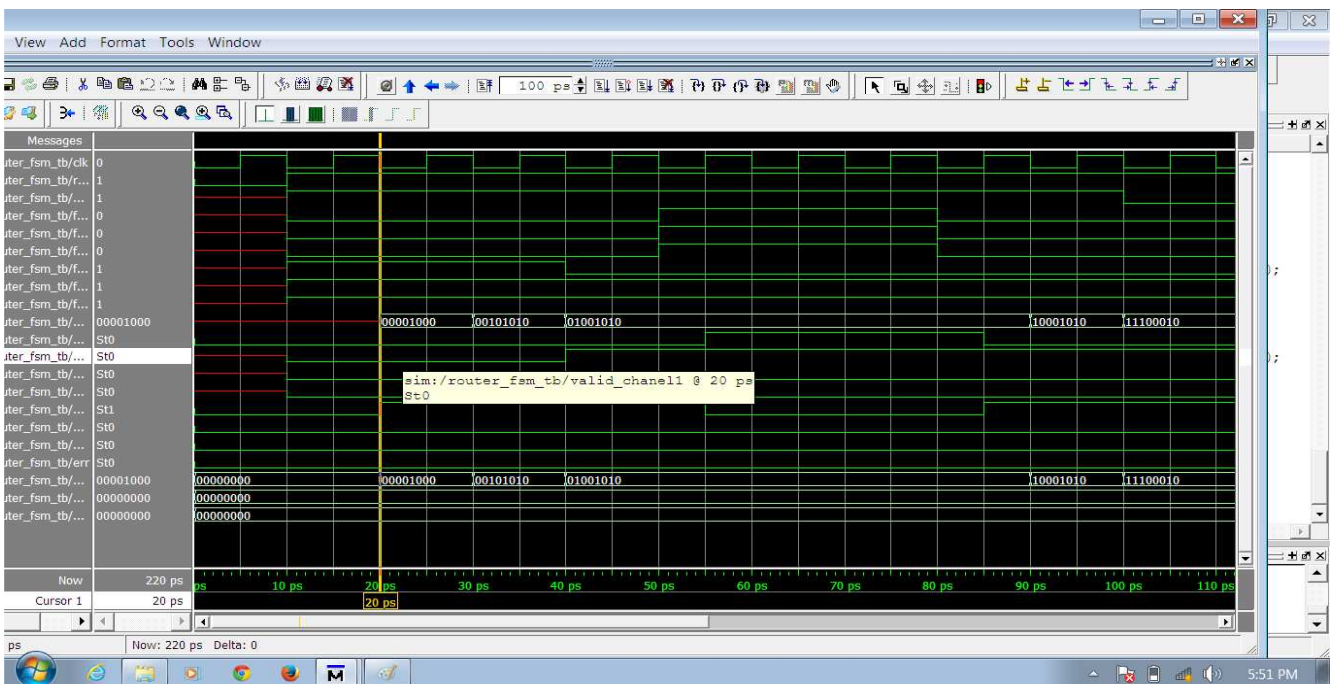 View Add Format Tools Window
100 ps
Messages
uter_fsm_tb/clk 0
uter_fsm_tb/r... 1
uter_fsm_tb/... 1
uter_fsm_tb/f... 0
uter_fsm_tb/f... 0
uter_fsm_tb/f... 0
uter_fsm_tb/f... 1
uter_fsm_tb/f... 1
uter_fsm_tb/f... 1
uter_fsm_tb/... 00001000 00001000 00101010 01001010 10001010 11100010
uter_fsm_tb/... St0
uter_fsm_tb/... St0
uter_fsm_tb/... St0
sim:/router_fsm_tb/valid_chanel1 @ 20 ps
St0
uter_fsm_tb/... St0
uter_fsm_tb/... St1
uter_fsm_tb/... St0
uter_fsm_tb/... St0
uter_fsm_tb/err St0
uter_fsm_tb/... 00001000 00000000 00001000 00101010 01001010 10001010 11100010
uter_fsm_tb/... 00000000 00000000
uter_fsm_tb/... 00000000 00000000
);
);
Now 220 ps ps 10 ps 20 ps 30 ps 40 ps 50 ps 60 ps 70 ps 80 ps 90 ps 100 ps 110 ps
Cursor 1 20 ps 20 ps
ps Now: 220 ps Delta: 0
M 5:51 PM